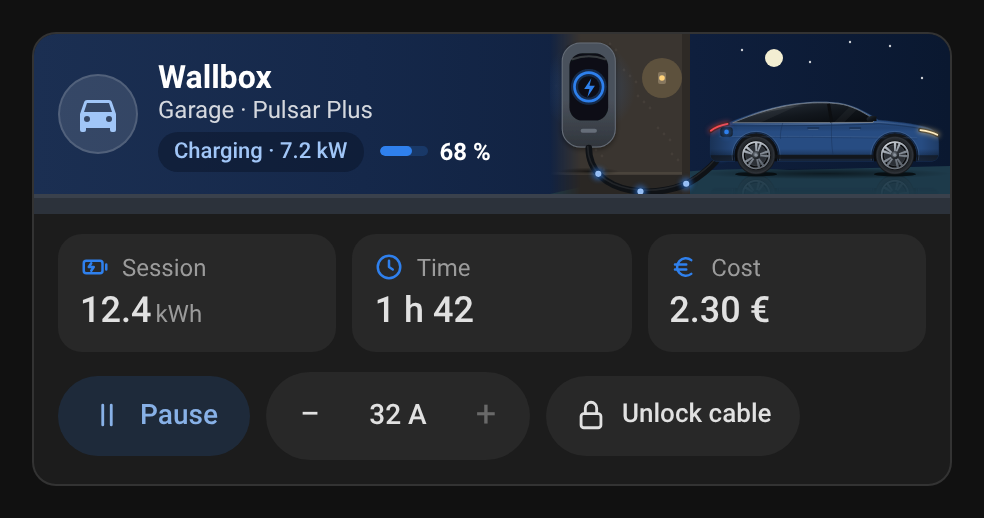 Wallbox
Garage · Pulsar Plus
Charging · 7.2 kW
68 %
Session
12.4 kWh
Time
1 h 42
Cost
2.30 €
Pause
− 32 A +
Unlock cable